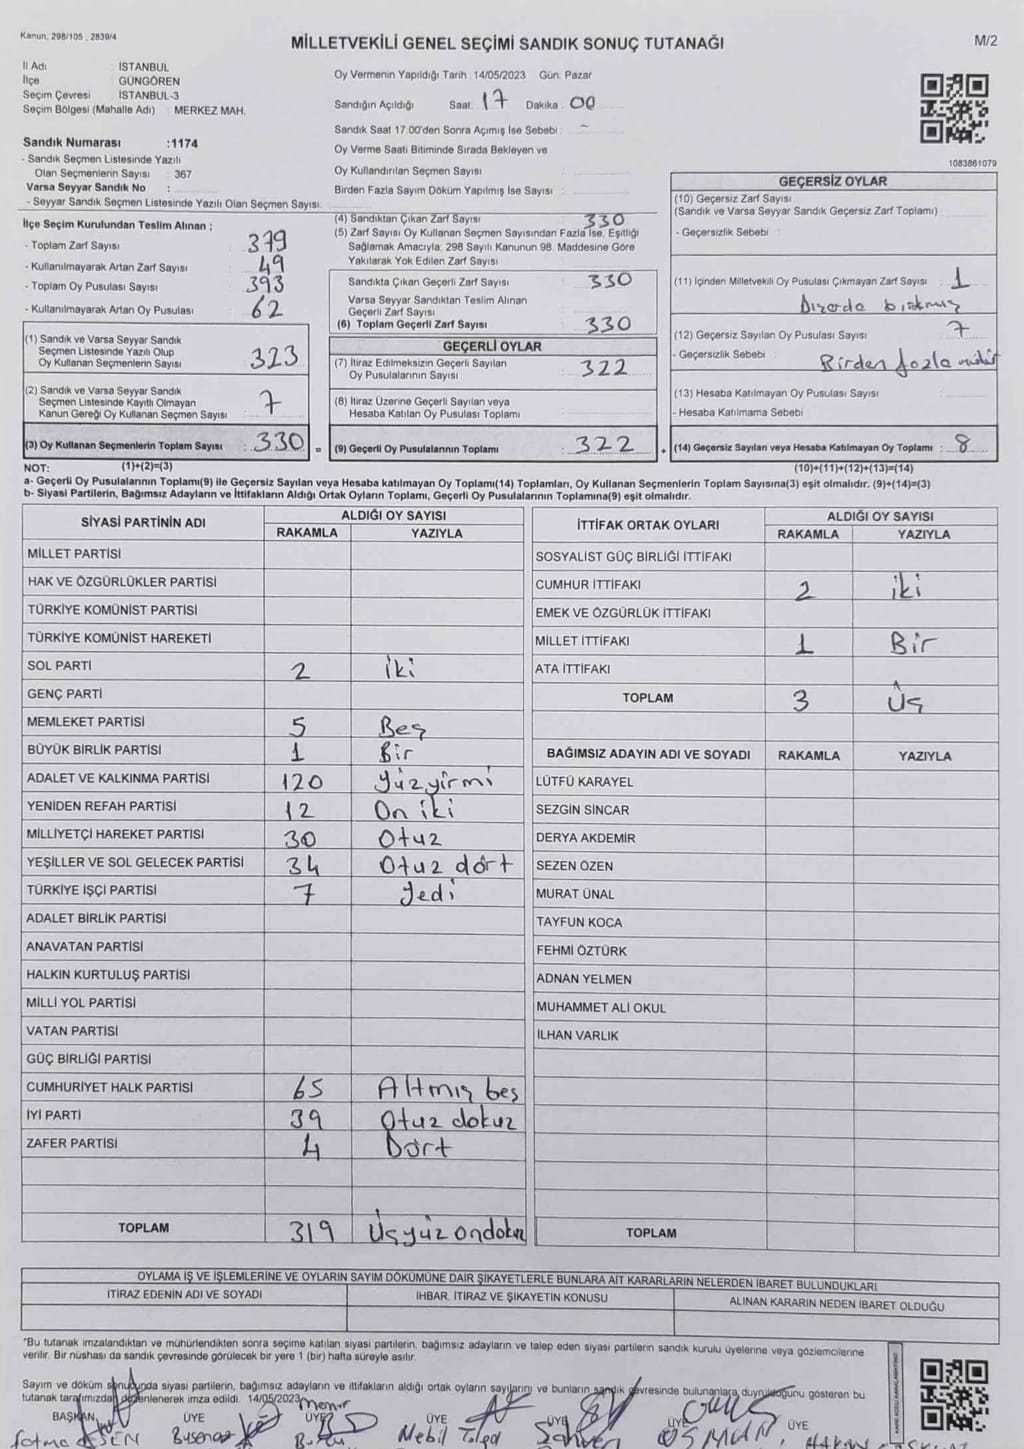 Kanun: 298/105 , 2839/4
MİLLETVEKİLİ GENEL SEÇİMİ SANDIK SONUÇ TUTANAĞI
M/2
İl Adı : İSTANBUL
İlçe : GÜNGÖREN
Seçim Çevresi : İSTANBUL-3
Seçim Bölgesi (Mahalle Adı) : MERKEZ MAH.
Oy Vermenin Yapıldığı Tarih : 14/05/2023 Gün: Pazar
Sandığın Açıldığı Saat: 17 Dakika : 00
Sandık Saat 17:00'den Sonra Açımış İse Sebebi : -
Oy Verme Saati Bitiminde Sırada Bekleyen ve
Oy Kullandırılan Seçmen Sayısı :
Birden Fazla Sayım Döküm Yapılmış İse Sayısı :
Sandık Numarası :1174
- Sandık Seçmen Listesinde Yazılı
Olan Seçmenlerin Sayısı : 367
Varsa Seyyar Sandık No :
- Seyyar Sandık Seçmen Listesinde Yazılı Olan Seçmen Sayısı:
1083861079
İlçe Seçim Kurulundan Teslim Alınan ;
- Toplam Zarf Sayısı : 379
- Kullanılmayarak Artan Zarf Sayısı : 49
- Toplam Oy Pusulası Sayısı : 393
- Kullanılmayarak Artan Oy Pusulası : 62
(1) Sandık ve Varsa Seyyar Sandık
Seçmen Listesinde Yazılı Olup
Oy Kullanan Seçmenlerin Sayısı : 323
(2) Sandık ve Varsa Seyyar Sandık
Seçmen Listesinde Kayıtlı Olmayan
Kanun Gereği Oy Kullanan Seçmen Sayısı : 7
(3) Oy Kullanan Seçmenlerin Toplam Sayısı : 330 =
(4) Sandıktan Çıkan Zarf Sayısı : 330
(5) Zarf Sayısı Oy Kullanan Seçmen Sayısından Fazla İse, Eşitliği
Sağlamak Amacıyla, 298 Sayılı Kanunun 98. Maddesine Göre
Yakılarak Yok Edilen Zarf Sayısı :
Sandıkta Çıkan Geçerli Zarf Sayısı : 330
Varsa Seyyar Sandıktan Teslim Alınan
Geçerli Zarf Sayısı :
(6) Toplam Geçerli Zarf Sayısı : 330
GEÇERLİ OYLAR
(7) İtiraz Edilmeksizin Geçerli Sayılan
Oy Pusulalarının Sayısı : 322
(8) İtiraz Üzerine Geçerli Sayılan veya
Hesaba Katılan Oy Pusulası Toplamı :
(9) Geçerli Oy Pusulalarının Toplamı : 322 +
GEÇERSİZ OYLAR
(10) Geçersiz Zarf Sayısı
(Sandık ve Varsa Seyyar Sandık Geçersiz Zarf Toplamı) :
- Geçersizlik Sebebi :
(11) İçinden Milletvekili Oy Pusulası Çıkmayan Zarf Sayısı : 1
Dışarda bırakmış
(12) Geçersiz Sayılan Oy Pusulası Sayısı : 7
- Geçersizlik Sebebi : Birden fazla mühür
(13) Hesaba Katılmayan Oy Pusulası Sayısı :
- Hesaba Katılmama Sebebi :
(14) Geçersiz Sayılan veya Hesaba Katılmayan Oy Toplamı : 8
NOT: (1)+(2)=(3) (10)+(11)+(12)+(13)=(14)
a- Geçerli Oy Pusulalarının Toplamı(9) ile Geçersiz Sayılan veya Hesaba katılmayan Oy Toplamı(14) Toplamları, Oy Kullanan Seçmenlerin Toplam Sayısına(3) eşit olmalıdır. (9)+(14)=(3)
b- Siyasi Partilerin, Bağımsız Adayların ve İttifakların Aldığı Ortak Oyların Toplamı, Geçerli Oy Pusulalarının Toplamına(9) eşit olmalıdır.
SİYASİ PARTİNİN ADI ALDIĞI OY SAYISI
RAKAMLA YAZIYLA
MİLLET PARTİSİ
HAK VE ÖZGÜRLÜKLER PARTİSİ
TÜRKİYE KOMÜNİST PARTİSİ
TÜRKİYE KOMÜNİST HAREKETİ
SOL PARTİ 2 iki
GENÇ PARTİ
MEMLEKET PARTİSİ 5 Beş
BÜYÜK BİRLİK PARTİSİ 1 Bir
ADALET VE KALKINMA PARTİSİ 120 Yüzyirmi
YENİDEN REFAH PARTİSİ 12 On iki
MİLLİYETÇİ HAREKET PARTİSİ 30 Otuz
YEŞİLLER VE SOL GELECEK PARTİSİ 34 Otuz dört
TÜRKİYE İŞÇİ PARTİSİ 7 Yedi
ADALET BİRLİK PARTİSİ
ANAVATAN PARTİSİ
HALKIN KURTULUŞ PARTİSİ
MİLLİ YOL PARTİSİ
VATAN PARTİSİ
GÜÇ BİRLİĞİ PARTİSİ
CUMHURİYET HALK PARTİSİ 65 Altmış beş
İYİ PARTİ 39 Otuz dokuz
ZAFER PARTİSİ 4 Dört
TOPLAM 319 Üçyüz ondokuz
İTTİFAK ORTAK OYLARI ALDIĞI OY SAYISI
RAKAMLA YAZIYLA
SOSYALİST GÜÇ BİRLİĞİ İTTİFAKI
CUMHUR İTTİFAKI 2 iki
EMEK VE ÖZGÜRLÜK İTTİFAKI
MİLLET İTTİFAKI 1 Bir
ATA İTTİFAKI
TOPLAM 3 Üç
BAĞIMSIZ ADAYIN ADI VE SOYADI RAKAMLA YAZIYLA
LÜTFÜ KARAYEL
SEZGİN SİNCAR
DERYA AKDEMİR
SEZEN ÖZEN
MURAT ÜNAL
TAYFUN KOCA
FEHMİ ÖZTÜRK
ADNAN YELMEN
MUHAMMET ALİ OKUL
İLHAN VARLIK
TOPLAM
OYLAMA İŞ VE İŞLEMLERİNE VE OYLARIN SAYIM DÖKÜMÜNE DAİR ŞİKAYETLERLE BUNLARA AİT KARARLARIN NELERDEN İBARET BULUNDUKLARI
İTİRAZ EDENİN ADI VE SOYADI İHBAR, İTİRAZ VE ŞİKAYETİN KONUSU ALINAN KARARIN NEDEN İBARET OLDUĞU
"Bu tutanak imzalandıktan ve mühürlendikten sonra seçime katılan siyasi partilerin, bağımsız adayların ve talep eden siyasi partilerin sandık kurulu üyelerine veya gözlemcilerine
verilir. Bir nüshası da sandık çevresinde görülecek bir yere 1 (bir) hafta süreyle asılır.
Sayım ve döküm sonucunda siyasi partilerin, bağımsız adayların ve ittifakların aldığı ortak oyların sayılarını ve bunların sandık çevresinde bulunanlara duyrulduğunu gösteren bu
tutanak tarafımızdan düzenlenerek imza edildi. 14/05/2023
Memur
BAŞKAN ÜYE ÜYE ÜYE ÜYE ÜYE ÜYE
Fatma ESEN Nebil OSMAN